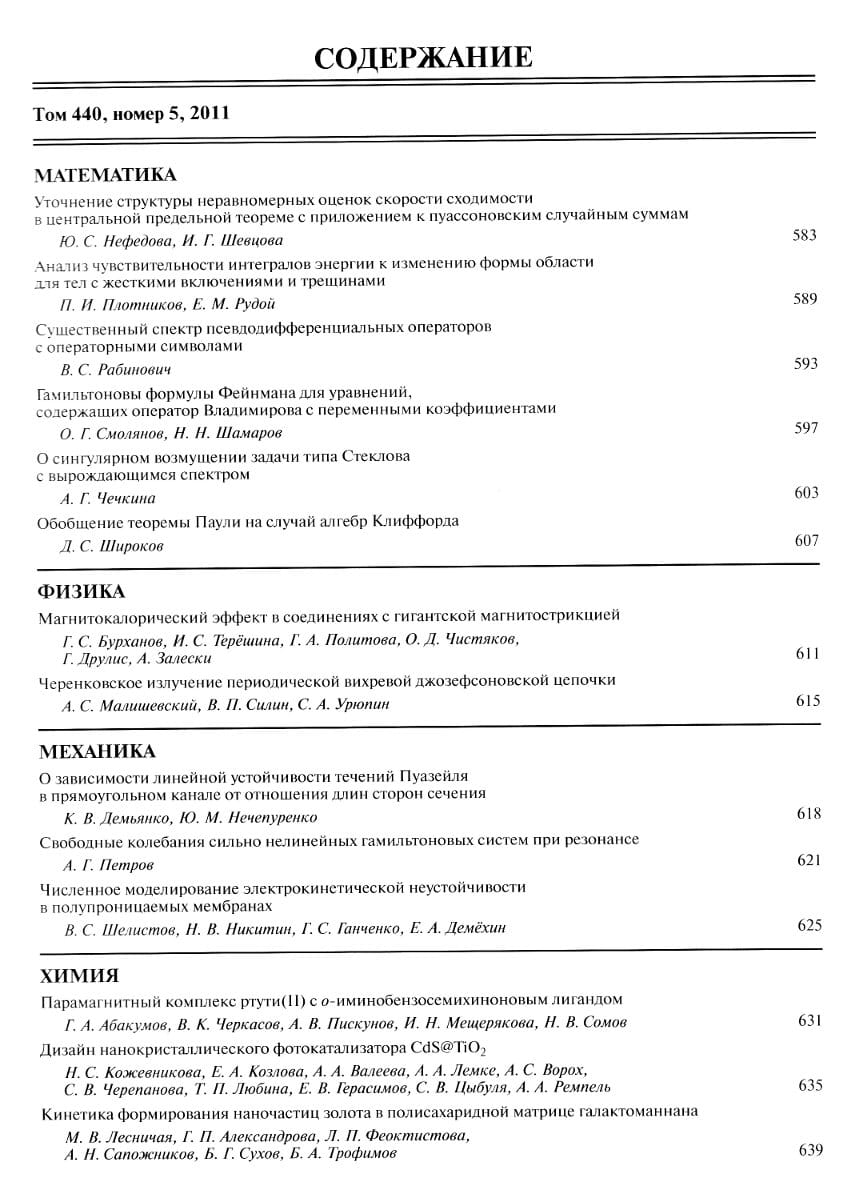 СОДЕРЖАНИЕ
Том 440, номер 5, 2011
МАТЕМАТИКА
Уточнение структуры неравномерных оценок скорости сходимости
в центральной предельной теореме с приложением к пуассоновским случайным суммам
Ю. С. Нефедова, И. Г. Шевцова 583
Анализ чувствительности интегралов энергии к изменению формы области
для тел с жесткими включениями и трещинами
П. И. Плотников, Е. М. Рудой 589
Существенный спектр псевдодифференциальных операторов
с операторными символами
В. С. Рабинович 593
Гамильтоновы формулы Фейнмана для уравнений,
содержащих оператор Владимирова с переменными коэффициентами
О. Г. Смолянов, Н. Н. Шамаров 597
О сингулярном возмущении задачи типа Стеклова
с вырождающимся спектром
А. Г. Чечкина 603
Обобщение теоремы Паули на случай алгебр Клиффорда
Д. С. Широков 607
ФИЗИКА
Магнитокалорический эффект в соединениях с гигантской магнитострикцией
Г. С. Бурханов, И. С. Терёшина, Г. А. Политова, О. Д. Чистяков,
Г. Друлис, А. Залески 611
Черенковское излучение периодической вихревой джозефсоновской цепочки
А. С. Малишевский, В. П. Силин, С. А. Урюпин 615
МЕХАНИКА
О зависимости линейной устойчивости течений Пуазейля
в прямоугольном канале от отношения длин сторон сечения
К. В. Демьянко, Ю. М. Нечепуренко 618
Свободные колебания сильно нелинейных гамильтоновых систем при резонансе
А. Г. Петров 621
Численное моделирование электрокинетической неустойчивости
в полупроницаемых мембранах
В. С. Шелистов, Н. В. Никитин, Г. С. Ганченко, Е. А. Демёхин 625
ХИМИЯ
Парамагнитный комплекс ртути(II) с о-иминобензосемихиноновым лигандом
Г. А. Абакумов, В. К. Черкасов, А. В. Пискунов, И. Н. Мещерякова, Н. В. Сомов 631
Дизайн нанокристаллического фотокатализатора CdS@TiO₂
Н. С. Кожевникова, Е. А. Козлова, А. А. Валеева, А. А. Лемке, А. С. Ворох,
С. В. Черепанова, Т. П. Любина, Е. В. Герасимов, С. В. Цыбуля, А. А. Ремпель 635
Кинетика формирования наночастиц золота в полисахаридной матрице галактоманнана
М. В. Лесничая, Г. П. Александрова, Л. П. Феоктистова,
А. Н. Сапожников, Б. Г. Сухов, Б. А. Трофимов 639